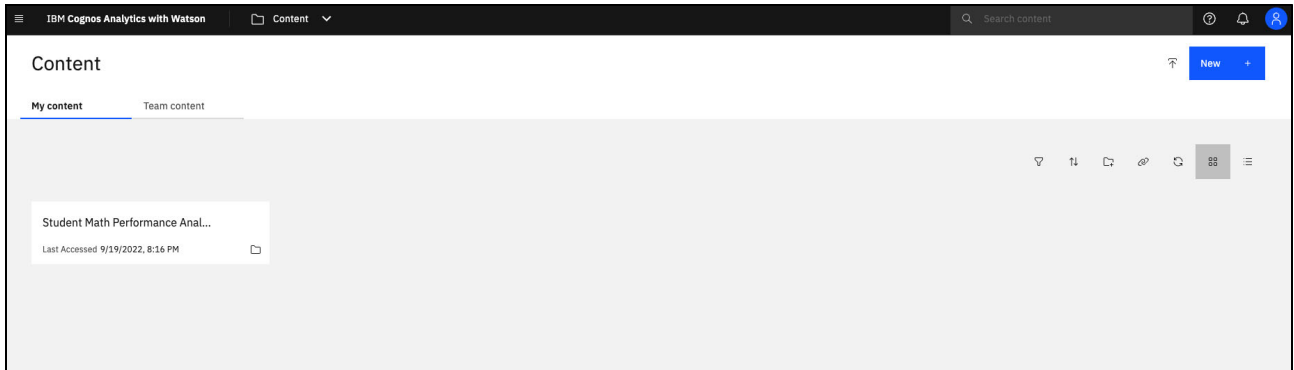 IBM Cognos Analytics with Watson Content Search content
Content
New +
My content Team content
Student Math Performance Anal...
Last Accessed 9/19/2022, 8:16 PM